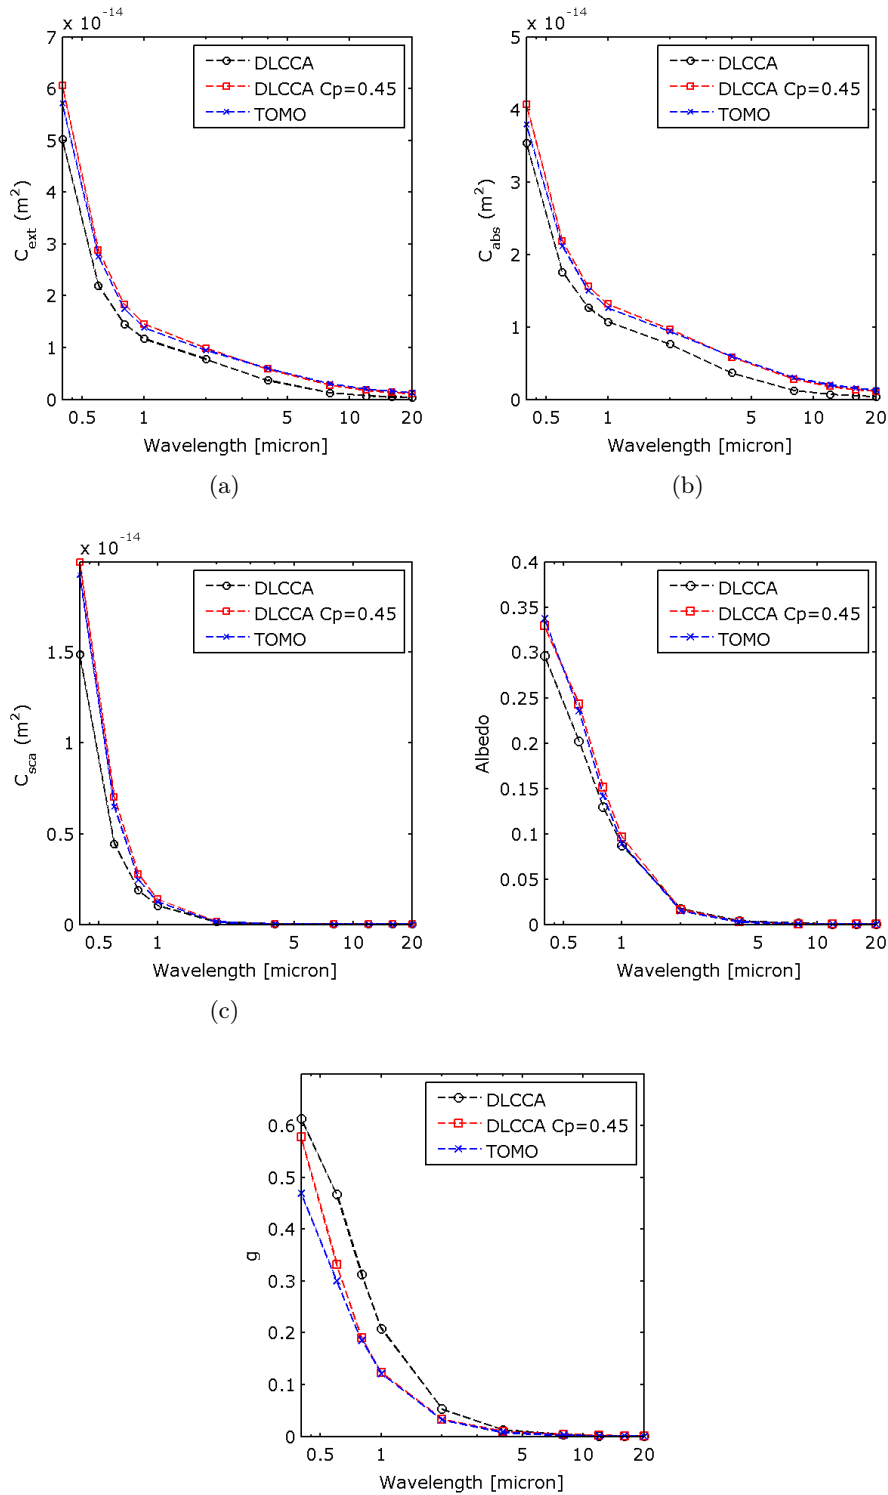 x 10⁻¹⁴
7
6
5
4
3
2
1
0
C_ext (m²)
DLCCA
DLCCA Cp=0.45
TOMO
0.5 1 5 10 20
Wavelength [micron]
(a)
x 10⁻¹⁴
5
4
3
2
1
0
C_abs (m²)
DLCCA
DLCCA Cp=0.45
TOMO
0.5 1 5 10 20
Wavelength [micron]
(b)
x 10⁻¹⁴
1.5
1
0.5
0
C_sca (m²)
DLCCA
DLCCA Cp=0.45
TOMO
0.5 1 5 10 20
Wavelength [micron]
(c)
0.4
0.35
0.3
0.25
0.2
0.15
0.1
0.05
0
Albedo
DLCCA
DLCCA Cp=0.45
TOMO
0.5 1 5 10 20
Wavelength [micron]
0.6
0.5
0.4
0.3
0.2
0.1
0
g
DLCCA
DLCCA Cp=0.45
TOMO
0.5 1 5 10 20
Wavelength [micron]